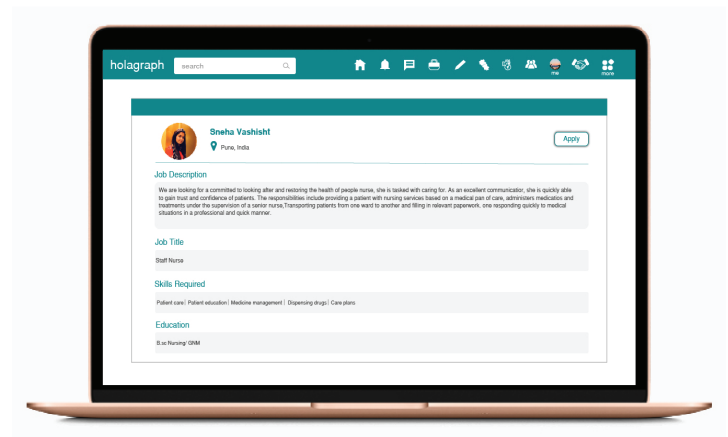 holagraph
search
me
more
Sneha Vashisht
Pune, India
Apply
Job Description
We are looking for a committed to looking after and restoring the health of people nurse, she is tasked with caring for. As an excellent communicator, she is quickly able
to gain trust and confidence of patients. The responsibilities include providing a patient with nursing services based on a medical pan of care, administers medicatios and
treatments under the supervision of a senior nurse,Transporting patients from one ward to another and filling in relevant paperwork. one responding quickly to medical
situations in a professional and quick manner.
Job Title
Staff Nurse
Skills Required
Patient care| Patient education| Medicine management | Dispensing drugs| Care plans
Education
B.sc Nursing/ GNM